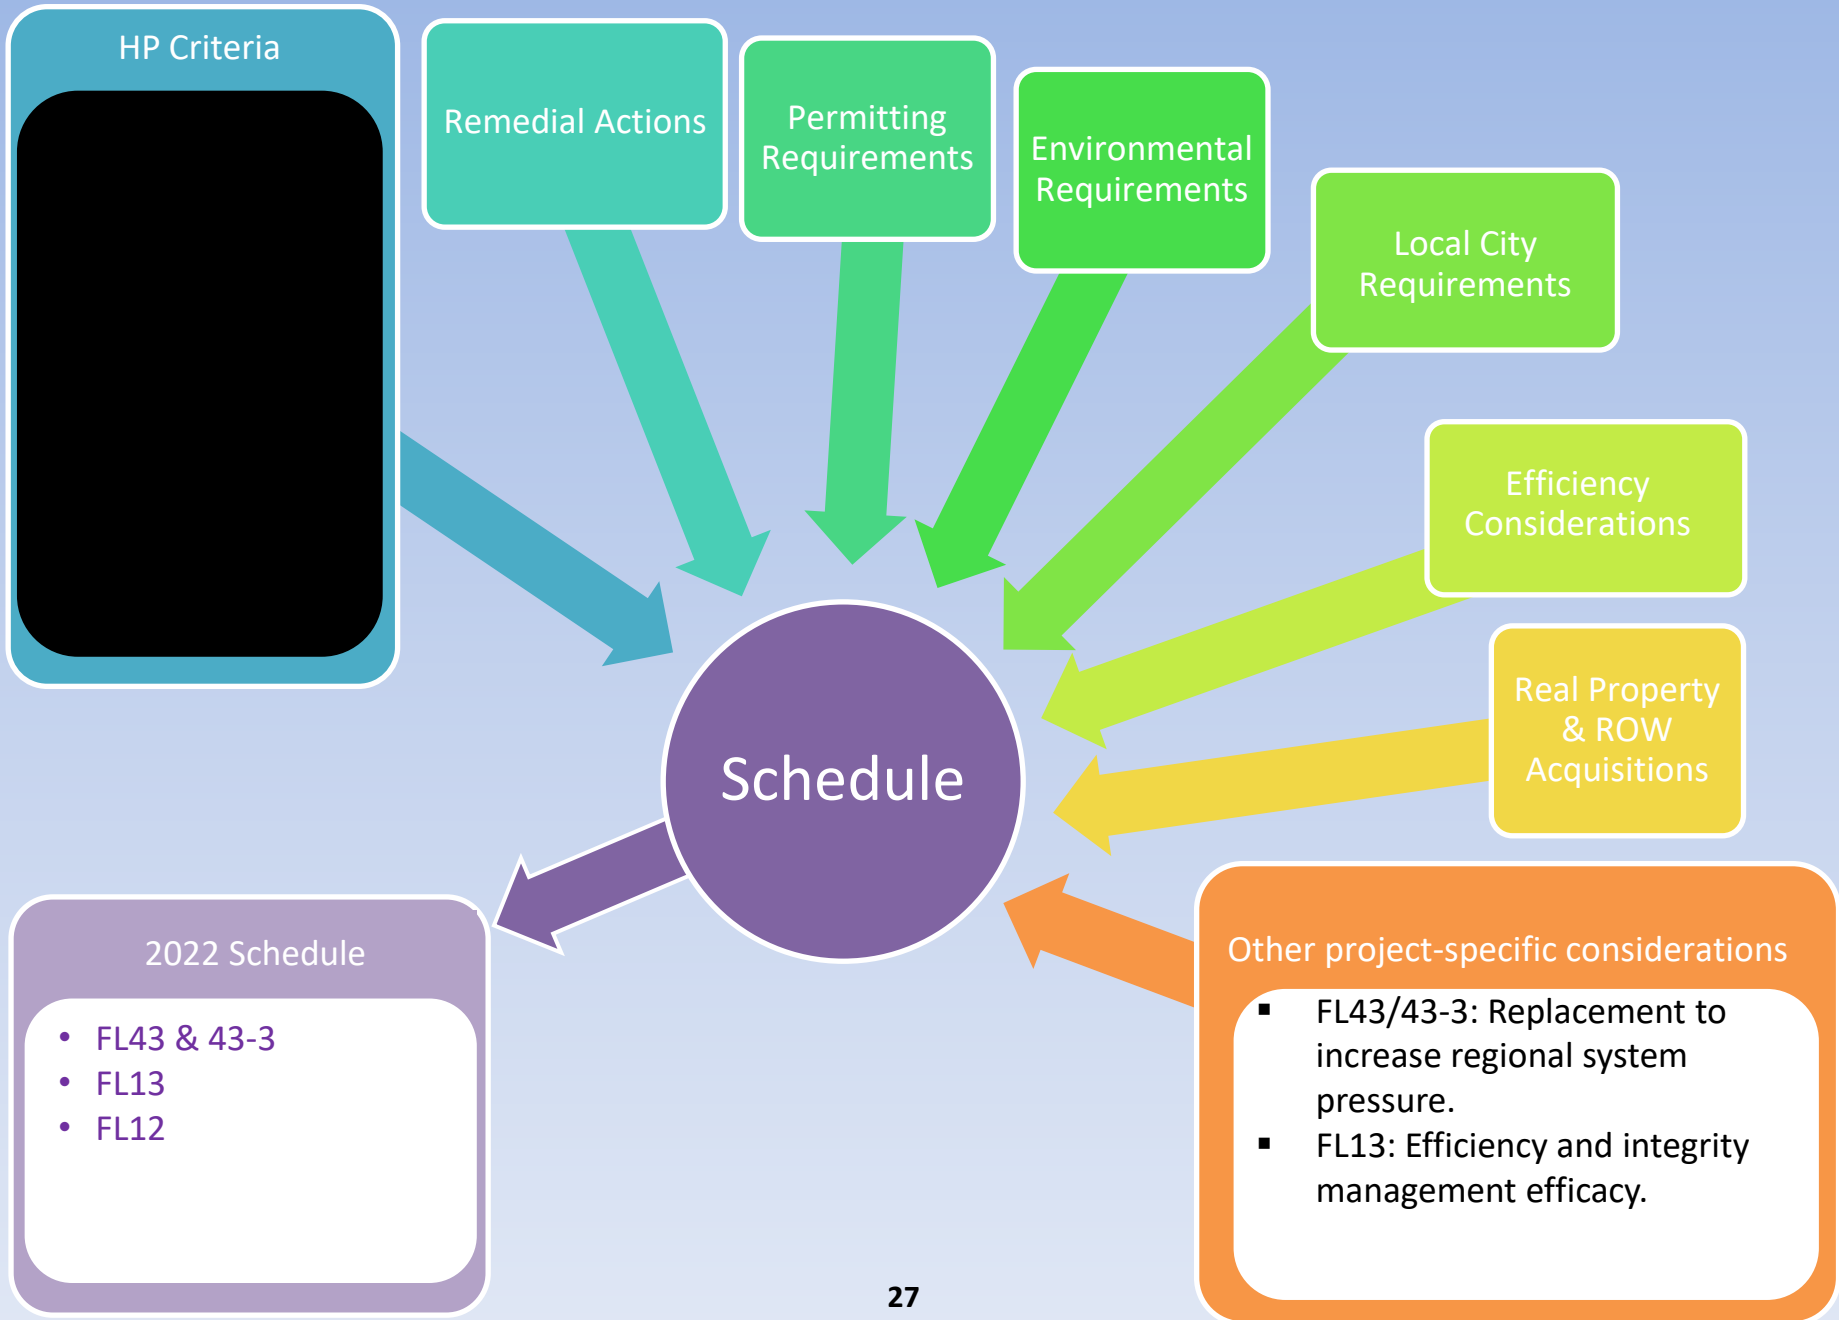 HP Criteria
Remedial Actions
Permitting
Requirements
Environmental
Requirements
Local City
Requirements
Efficiency
Considerations
Real Property
& ROW
Acquisitions
Schedule
2022 Schedule
• FL43 & 43-3
• FL13
• FL12
Other project-specific considerations
▪ FL43/43-3: Replacement to
increase regional system
pressure.
▪ FL13: Efficiency and integrity
management efficacy.
27